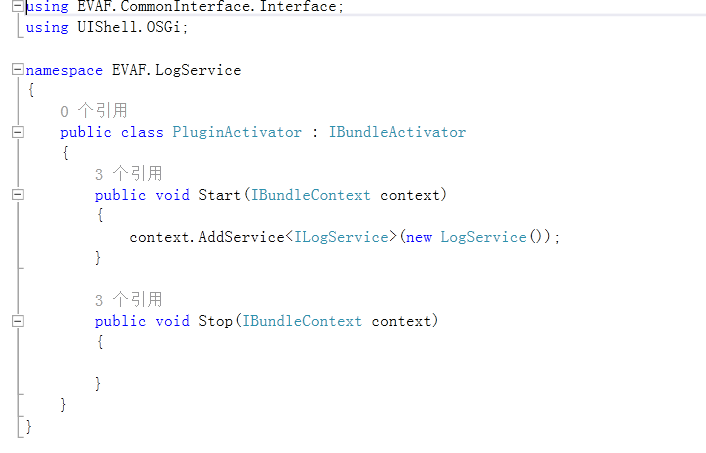 using EVAF.CommonInterface.Interface;
using UIShell.OSGi;
namespace EVAF.LogService
{
0 个引用
public class PluginActivator : IBundleActivator
{
3 个引用
public void Start(IBundleContext context)
{
context.AddService<ILogService>(new LogService());
}
3 个引用
public void Stop(IBundleContext context)
{
}
}
}